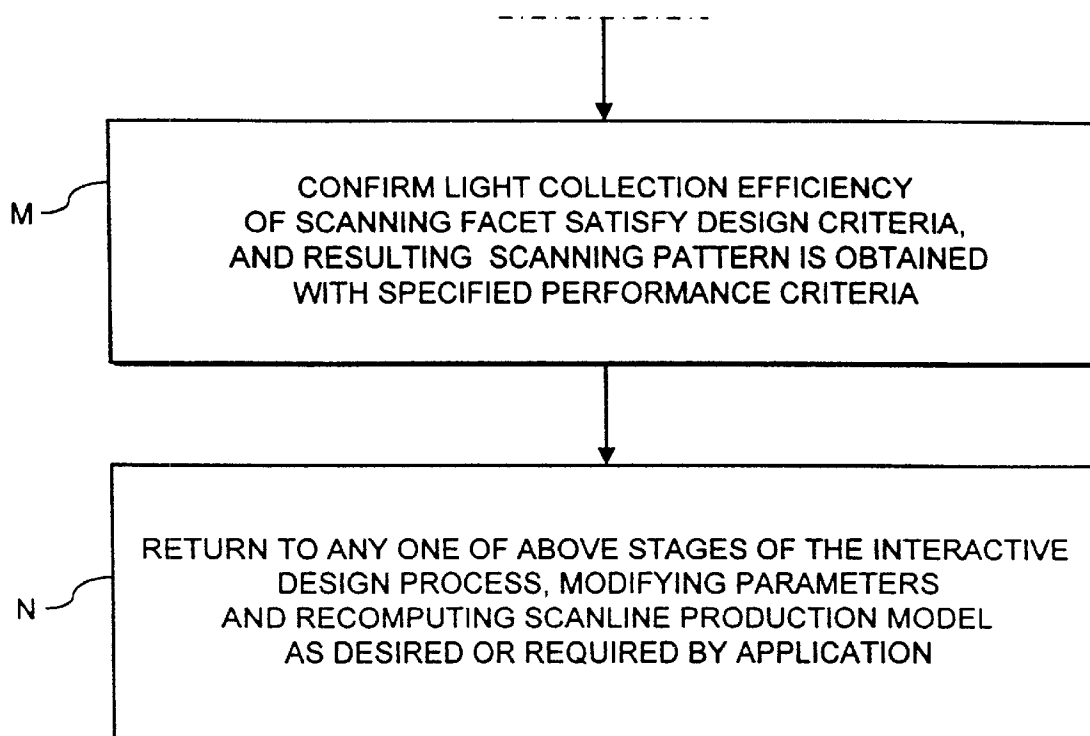 M
CONFIRM LIGHT COLLECTION EFFICIENCY
OF SCANNING FACET SATISFY DESIGN CRITERIA,
AND RESULTING SCANNING PATTERN IS OBTAINED
WITH SPECIFIED PERFORMANCE CRITERIA
N
RETURN TO ANY ONE OF ABOVE STAGES OF THE INTERACTIVE
DESIGN PROCESS, MODIFYING PARAMETERS
AND RECOMPUTING SCANLINE PRODUCTION MODEL
AS DESIRED OR REQUIRED BY APPLICATION